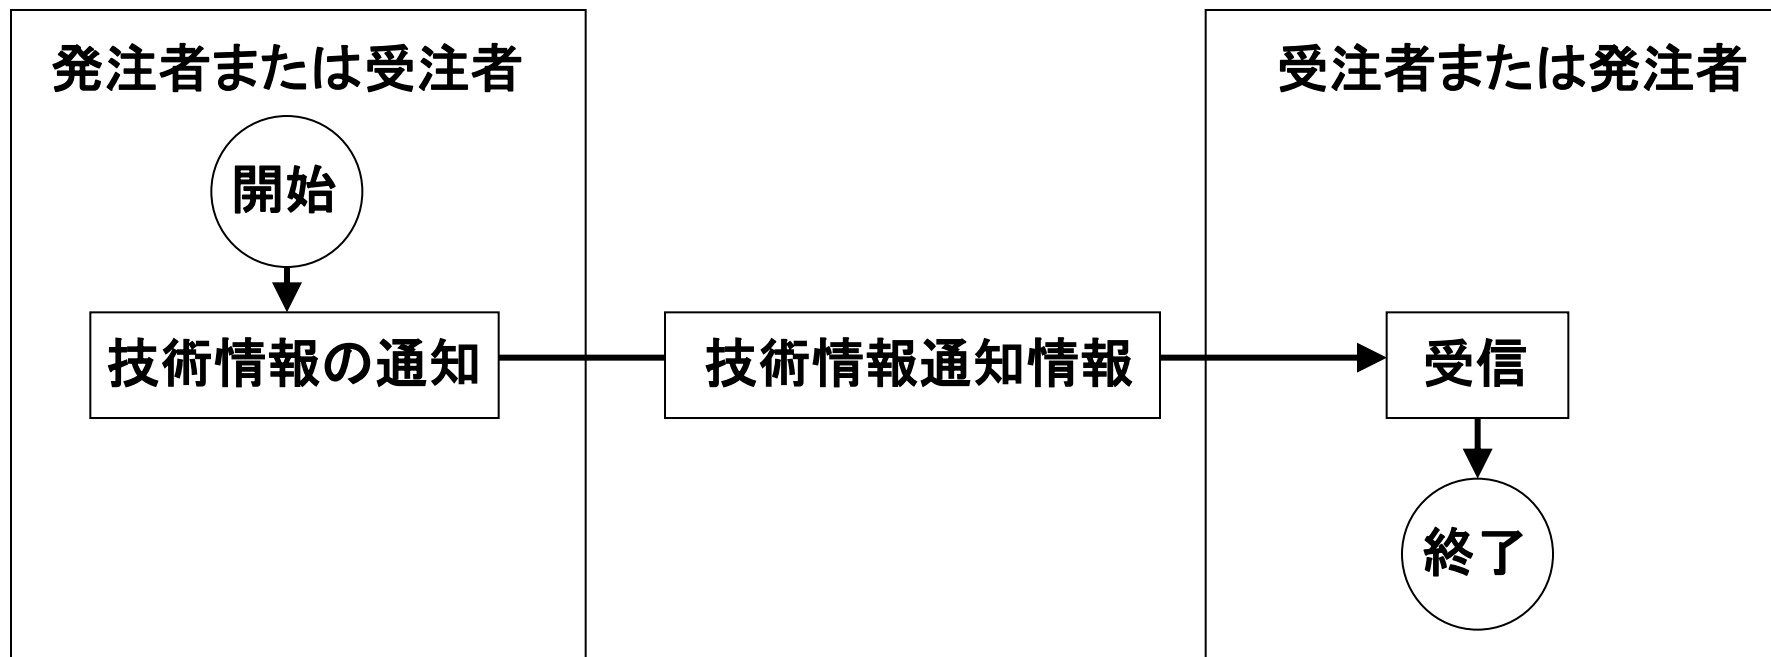 発注者または受注者
受注者または発注者
開始
技術情報の通知
技術情報通知情報
受信
終了